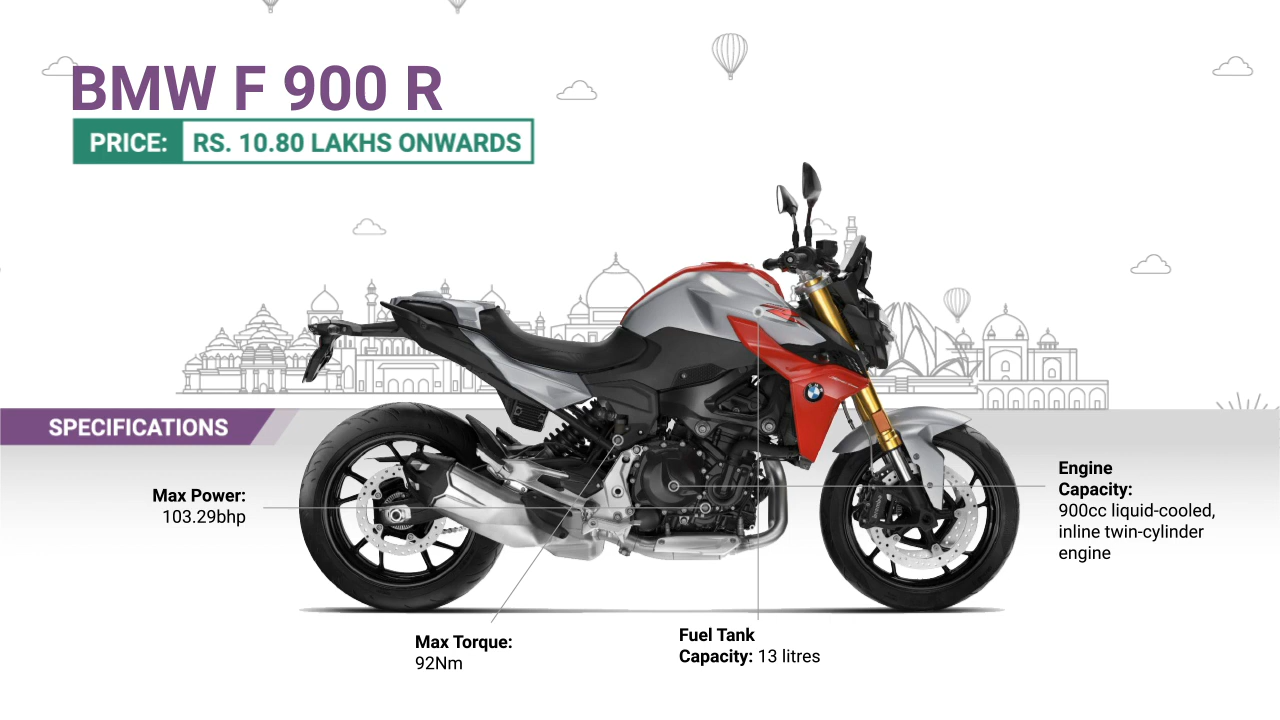 BMW F 900 R
PRICE: RS. 10.80 LAKHS ONWARDS
SPECIFICATIONS
Max Power:
103.29bhp
Engine
Capacity:
900cc liquid-cooled,
inline twin-cylinder
engine
Max Torque:
92Nm
Fuel Tank
Capacity: 13 litres